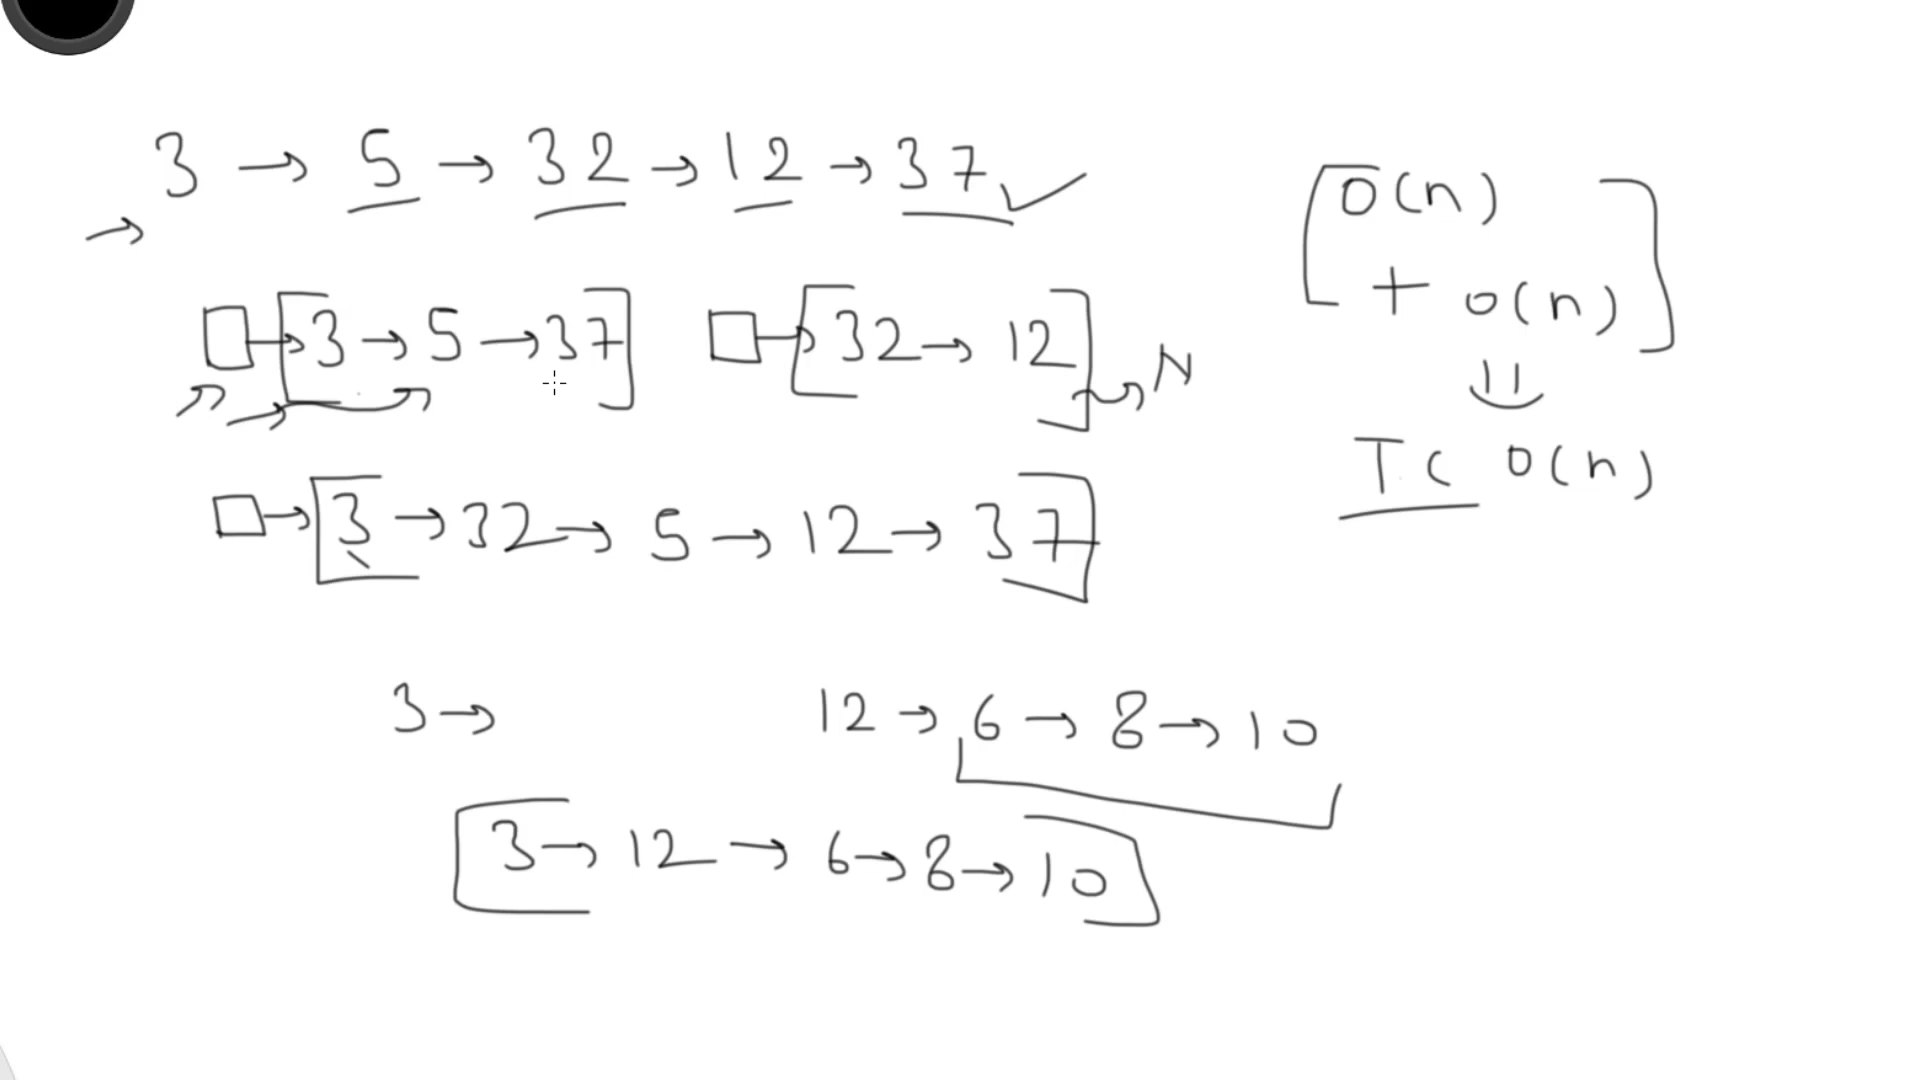 3 → 5 → 32 → 12 → 37
O(n)
+ O(n)
→ 3 → 5 → 37
→ 32 → 12 → N
TC O(n)
→ 3 → 32 → 5 → 12 → 37
3 →
12 → 6 → 8 → 10
3 → 12 → 6 → 8 → 10